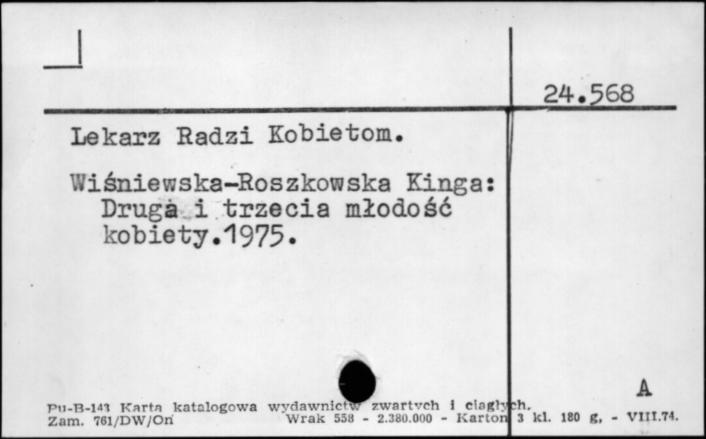 24.568
Lekarz Radzi Kobietom.
Wiśniewska-Roszkowska Kinga:
Druga i trzecia młodość
kobiety.1975.
A
Pu-B-143 Karta katalogowa wydawnictw zwartych i ciągłych.
Zam. 761/DW/On Wrak 558 - 2.380.000 - Karton 3 kl. 180 g. - VIII.74.